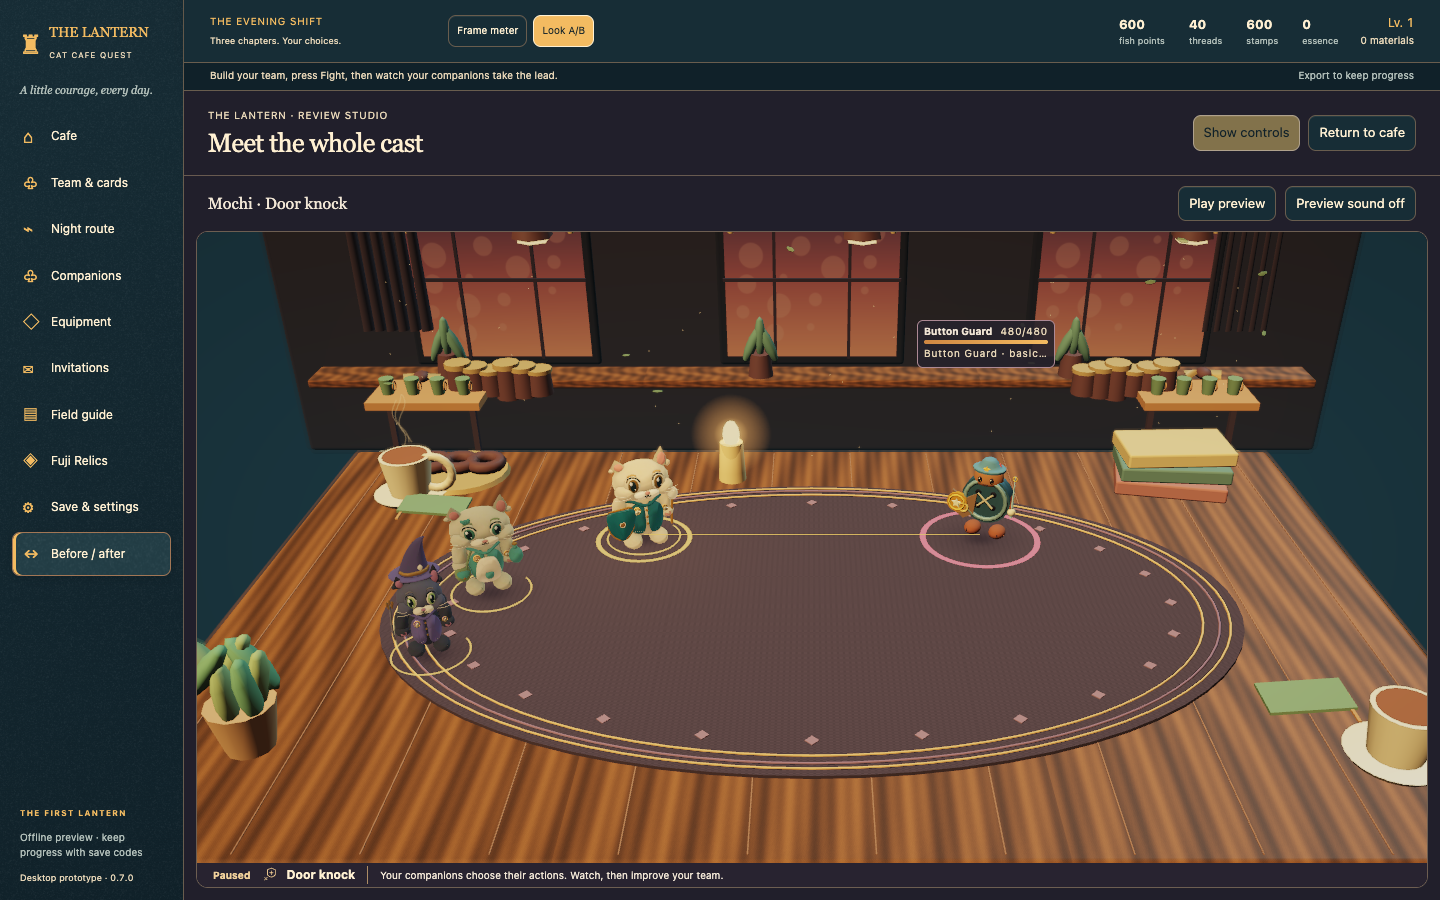 THE LANTERN
CAT CAFE QUEST
A little courage, every day.
Cafe
Team & cards
Night route
Companions
Equipment
Invitations
Field guide
Fuji Relics
Save & settings
Before / after
THE FIRST LANTERN
Offline preview · keep
progress with save codes
Desktop prototype · 0.7.0
THE EVENING SHIFT
Three chapters. Your choices.
Frame meter
Look A/B
600
fish points
40
threads
600
stamps
0
essence
Lv. 1
0 materials
Build your team, press Fight, then watch your companions take the lead.
Export to keep progress
THE LANTERN · REVIEW STUDIO
Meet the whole cast
Show controls
Return to cafe
Mochi · Door knock
Play preview
Preview sound off
Button Guard 480/480
Button Guard · basic...
Paused
Door knock
Your companions choose their actions. Watch, then improve your team.